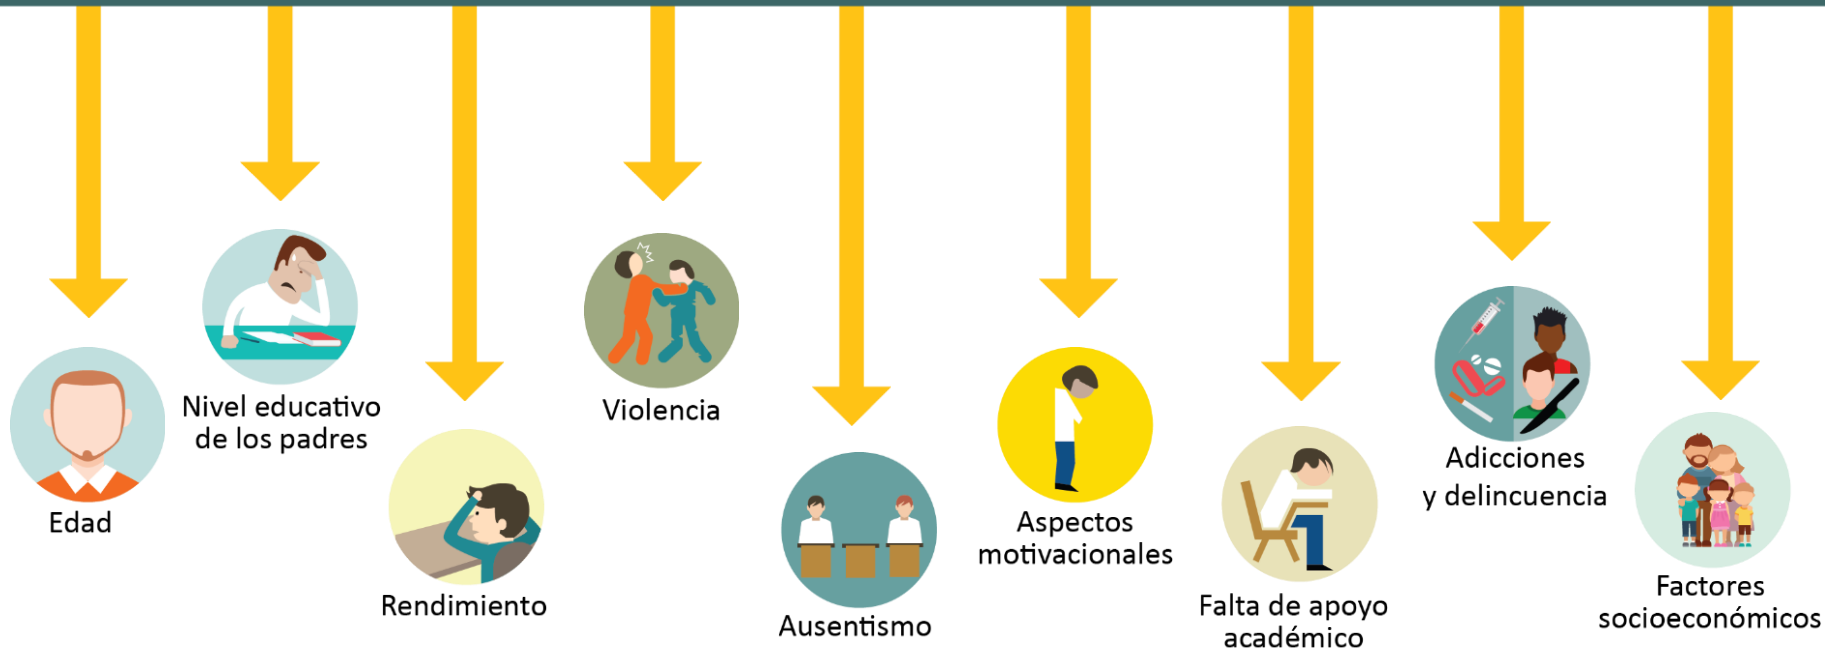 Edad
Nivel educativo
de los padres
Rendimiento
Violencia
Ausentismo
Aspectos
motivacionales
Falta de apoyo
académico
Adicciones
y delincuencia
Factores
socioeconómicos